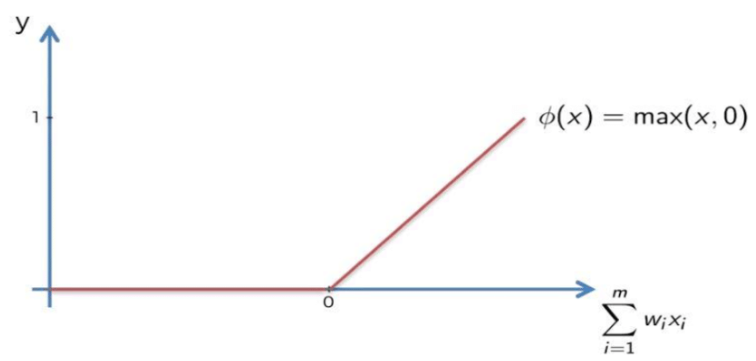 y
1
ϕ(x) = max(x, 0)
0
m
∑ wᵢxᵢ
i=1